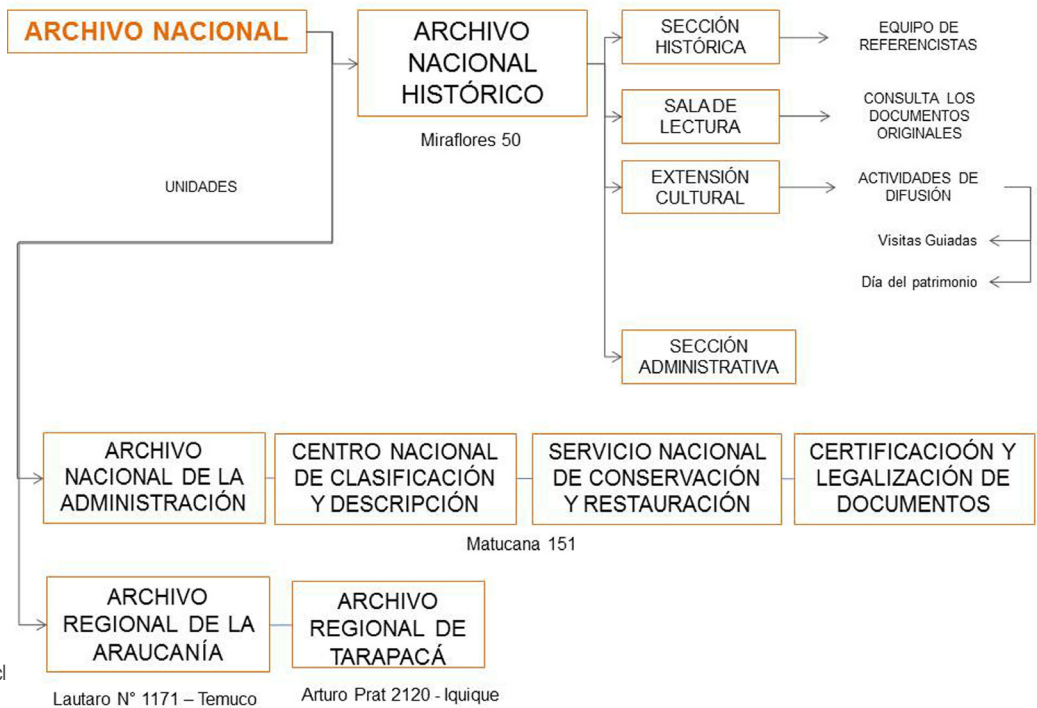 ARCHIVO NACIONAL
ARCHIVO
NACIONAL
HISTÓRICO
Miraflores 50
SECCIÓN
HISTÓRICA
EQUIPO DE
REFERENCISTAS
SALA DE
LECTURA
CONSULTA LOS
DOCUMENTOS
ORIGINALES
EXTENSIÓN
CULTURAL
ACTIVIDADES DE
DIFUSIÓN
Visitas Guiadas
Día del patrimonio
SECCIÓN
ADMINISTRATIVA
UNIDADES
ARCHIVO
NACIONAL DE LA
ADMINISTRACIÓN
CENTRO NACIONAL
DE CLASIFICACIÓN
Y DESCRIPCIÓN
SERVICIO NACIONAL
DE CONSERVACIÓN
Y RESTAURACIÓN
CERTIFICACIOÓN Y
LEGALIZACIÓN DE
DOCUMENTOS
Matucana 151
ARCHIVO
REGIONAL DE LA
ARAUCANÍA
ARCHIVO
REGIONAL DE
TARAPACÁ
cl
Lautaro N° 1171 – Temuco
Arturo Prat 2120 - Iquique